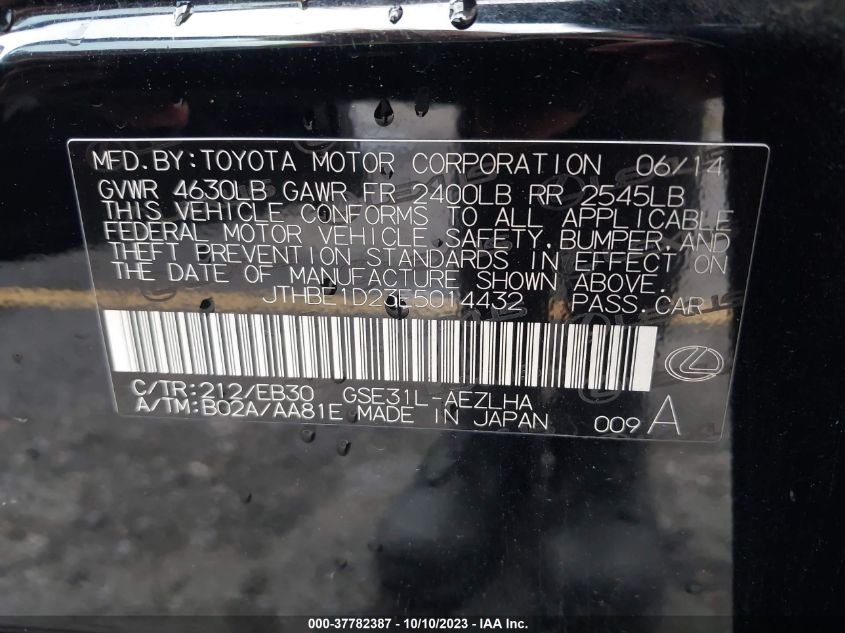 MFD.BY:TOYOTA MOTOR CORPORATION 06/14
GVWR 4630LB GAWR FR 2400LB RR 2545LB
THIS VEHICLE CONFORMS TO ALL APPLICABLE
FEDERAL MOTOR VEHICLE SAFETY,BUMPER,AND
THEFT PREVENTION STANDARDS IN EFFECT ON
THE DATE OF MANUFACTURE SHOWN ABOVE.
JTHBE1D23E5014432 PASS.CAR
C/TR:212/EB30 GSE31L-AEZLHA
A/TM:B02A/AA81E MADE IN JAPAN 009A
000-37782387 - 10/10/2023 - IAA Inc.